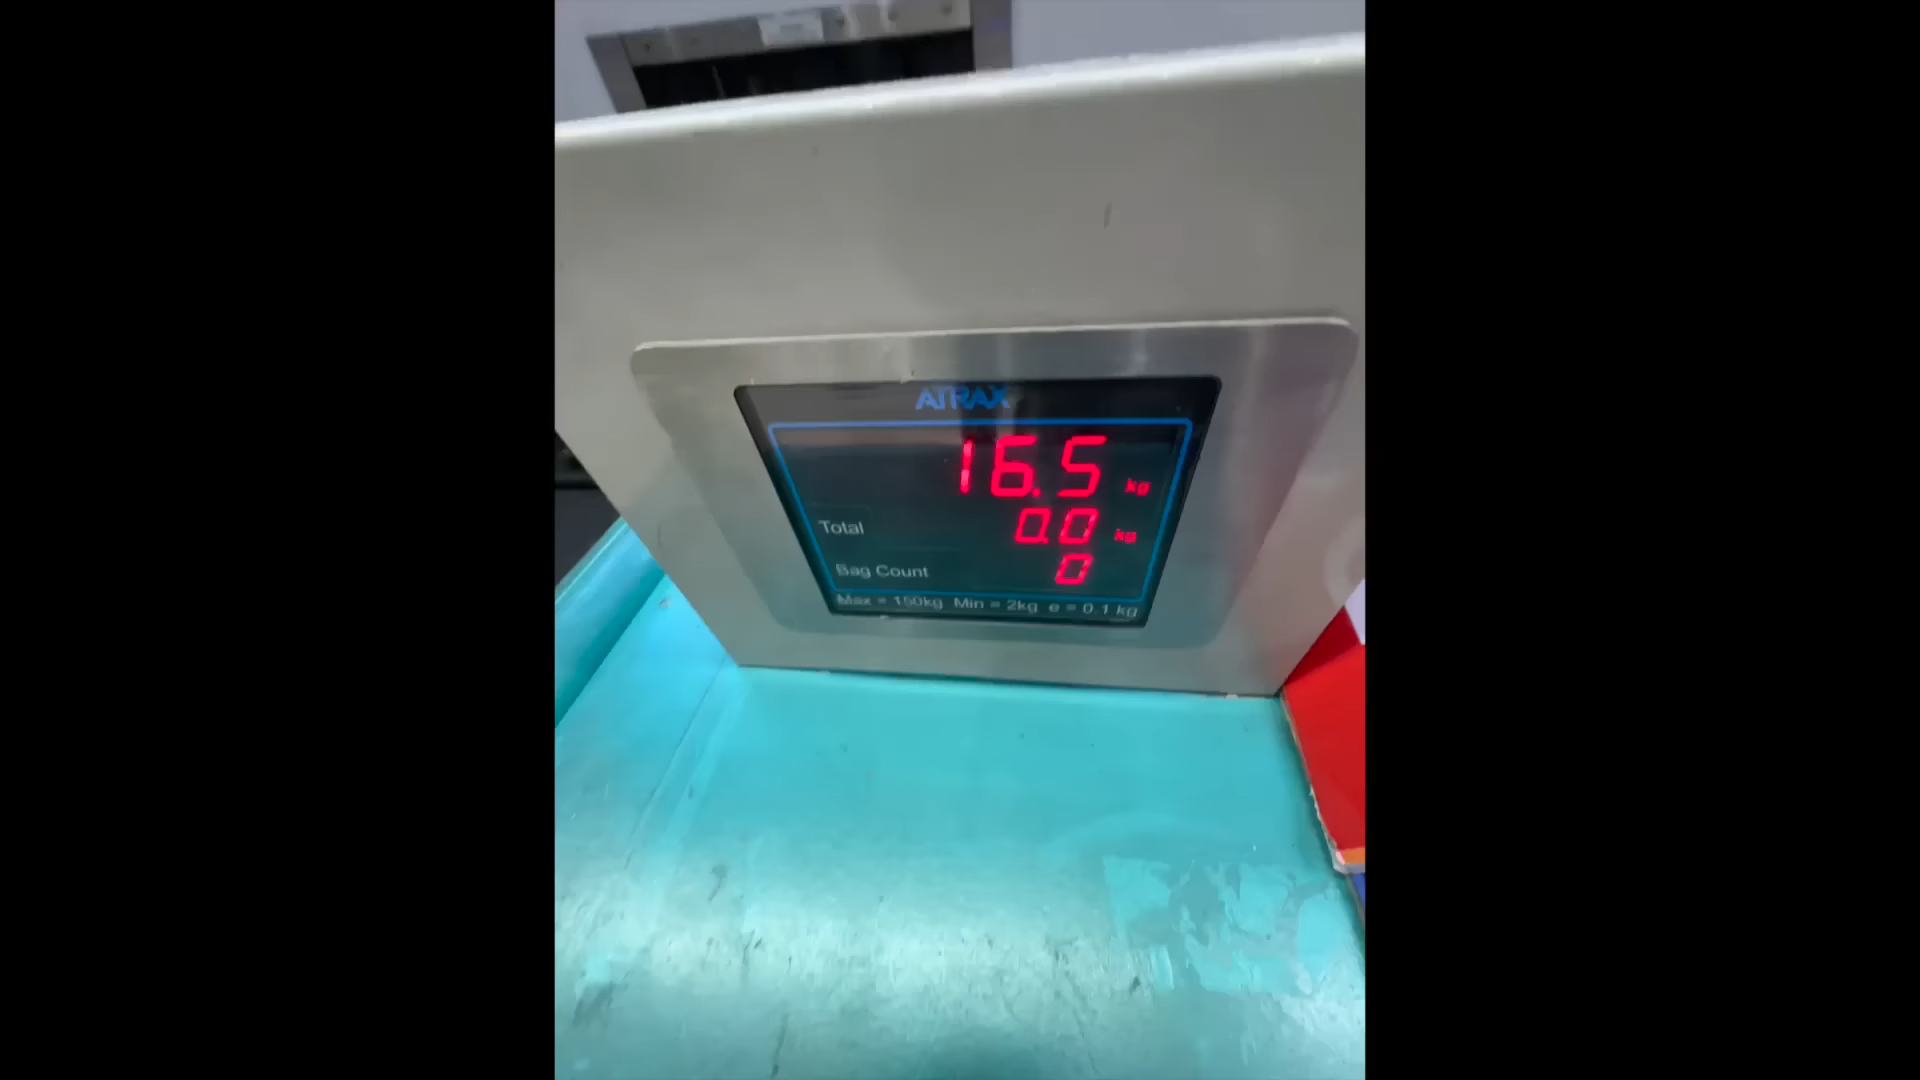 ATRAX
16.5 kg
Total 0.0 kg
Bag Count 0
Max = 150kg Min = 2kg e = 0.1 kg